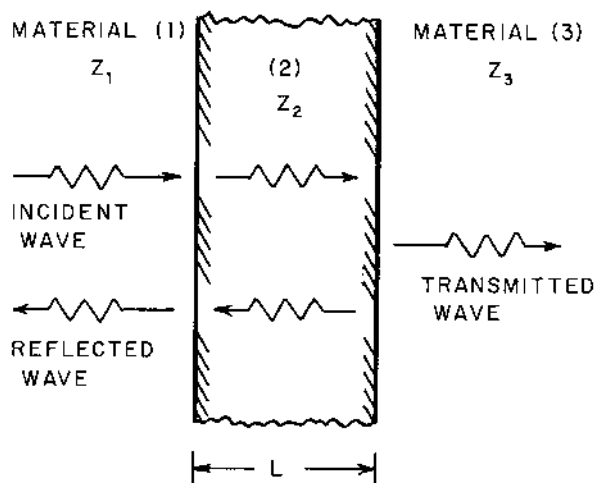 MATERIAL (1)
Z₁
(2)
Z₂
MATERIAL (3)
Z₃
INCIDENT
WAVE
REFLECTED
WAVE
TRANSMITTED
WAVE
L